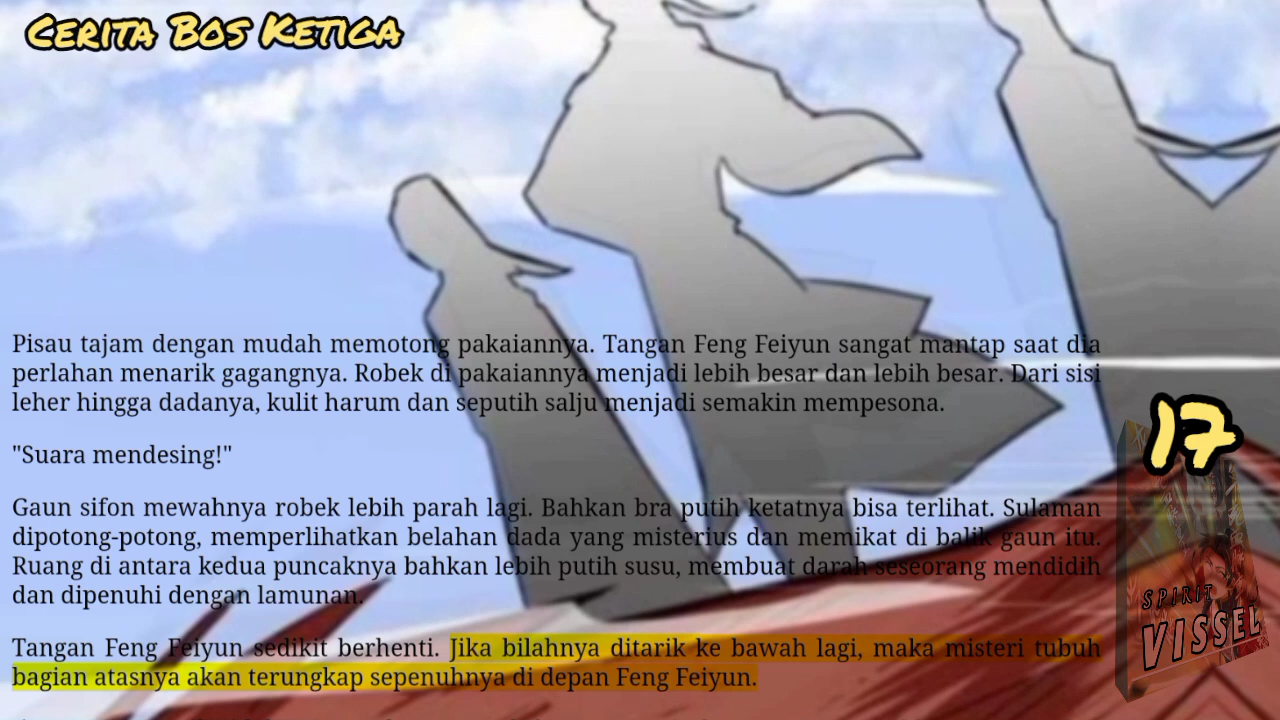 Cerita Bos Ketiga
Pisau tajam dengan mudah memotong pakaiannya. Tangan Feng Feiyun sangat mantap saat dia
perlahan menarik gagangnya. Robek di pakaiannya menjadi lebih besar dan lebih besar. Dari sisi
leher hingga dadanya, kulit harum dan seputih salju menjadi semakin mempesona.
"Suara mendesing!"
Gaun sifon mewahnya robek lebih parah lagi. Bahkan bra putih ketatnya bisa terlihat. Sulaman
dipotong-potong, memperlihatkan belahan dada yang misterius dan memikat di balik gaun itu.
Ruang di antara kedua puncaknya bahkan lebih putih susu, membuat darah seseorang mendidih
dan dipenuhi dengan lamunan.
Tangan Feng Feiyun sedikit berhenti. Jika bilahnya ditarik ke bawah lagi, maka misteri tubuh
bagian atasnya akan terungkap sepenuhnya di depan Feng Feiyun.
17
SPIRIT
VISSEL